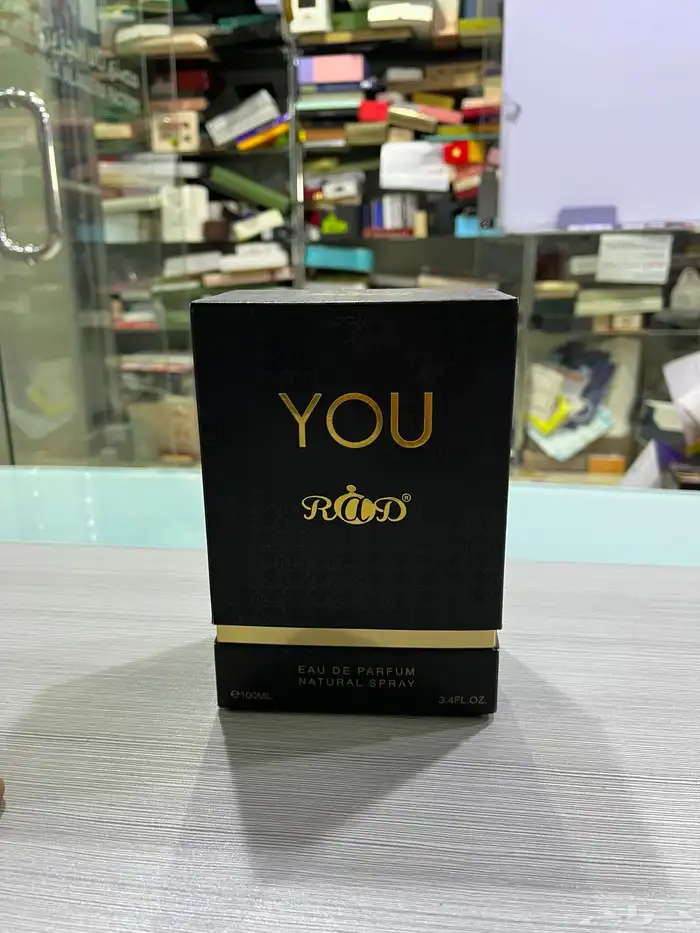 YOU
RaD®
EAU DE PARFUM
NATURAL SPRAY
℮100ML
3.4FL.OZ.